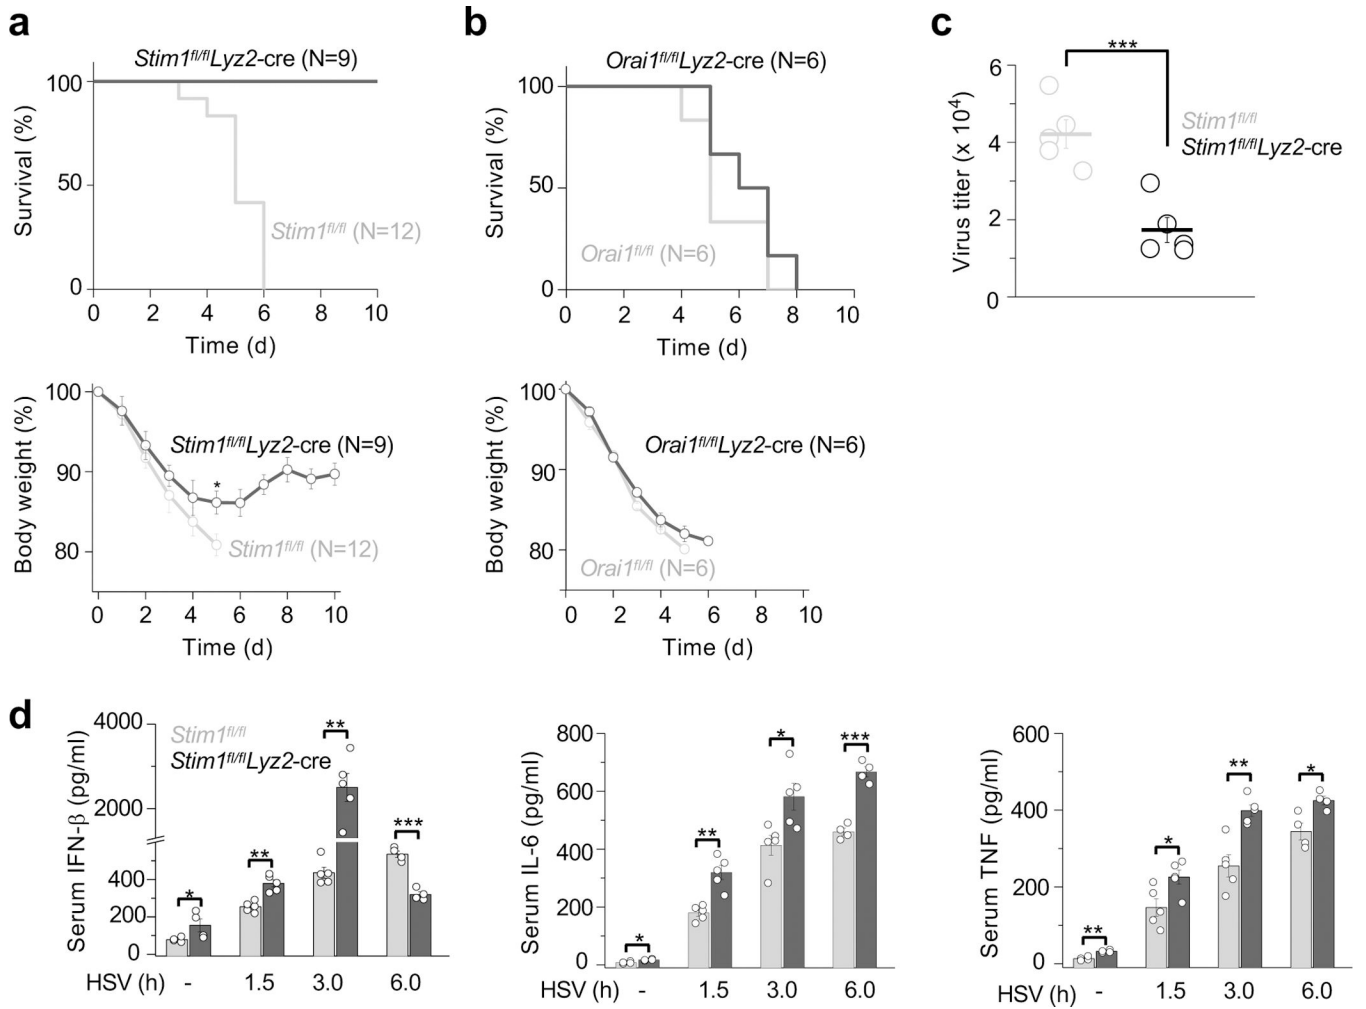 a
Stim1fl/flLyz2-cre (N=9)
Survival (%)
100
50
0
Stim1fl/fl (N=12)
0 2 4 6 8 10
Time (d)
Body weight (%)
100
90
80
Stim1fl/flLyz2-cre (N=9)
*
Stim1fl/fl (N=12)
0 2 4 6 8 10
Time (d)
b
Orai1fl/flLyz2-cre (N=6)
Survival (%)
100
50
0
Orai1fl/fl (N=6)
0 2 4 6 8 10
Time (d)
Body weight (%)
100
90
80
Orai1fl/flLyz2-cre (N=6)
Orai1fl/fl (N=6)
0 2 4 6 8 10
Time (d)
c
***
Virus titer (x 10⁴)
6
4
2
0
Stim1fl/fl
Stim1fl/flLyz2-cre
d
Serum IFN-β (pg/ml)
4000
2000
400
200
0
Stim1fl/fl
Stim1fl/flLyz2-cre
* ** ** ***
HSV (h) - 1.5 3.0 6.0
Serum IL-6 (pg/ml)
800
600
400
200
0
* ** * ***
HSV (h) - 1.5 3.0 6.0
Serum TNF (pg/ml)
600
400
200
0
** * ** *
HSV (h) - 1.5 3.0 6.0